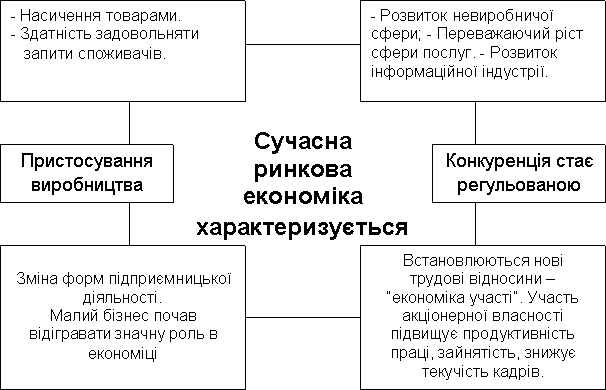 - Насичення товарами.
- Здатність задовольняти
запити споживачів.
- Розвиток невиробничої
сфери; - Переважаючий ріст
сфери послуг. - Розвиток
інформаційної індустрії.
Пристосування
виробництва
Сучасна
ринкова
економіка
характеризується
Конкуренція стає
регульованою
Зміна форм підприємницької
діяльності.
Малий бізнес почав
відігравати значну роль в
економіці
Встановлюються нові
трудові відносини –
“економіка участі”. Участь
акціонерної власності
підвищує продуктивність
праці, зайнятість, знижує
текучість кадрів.